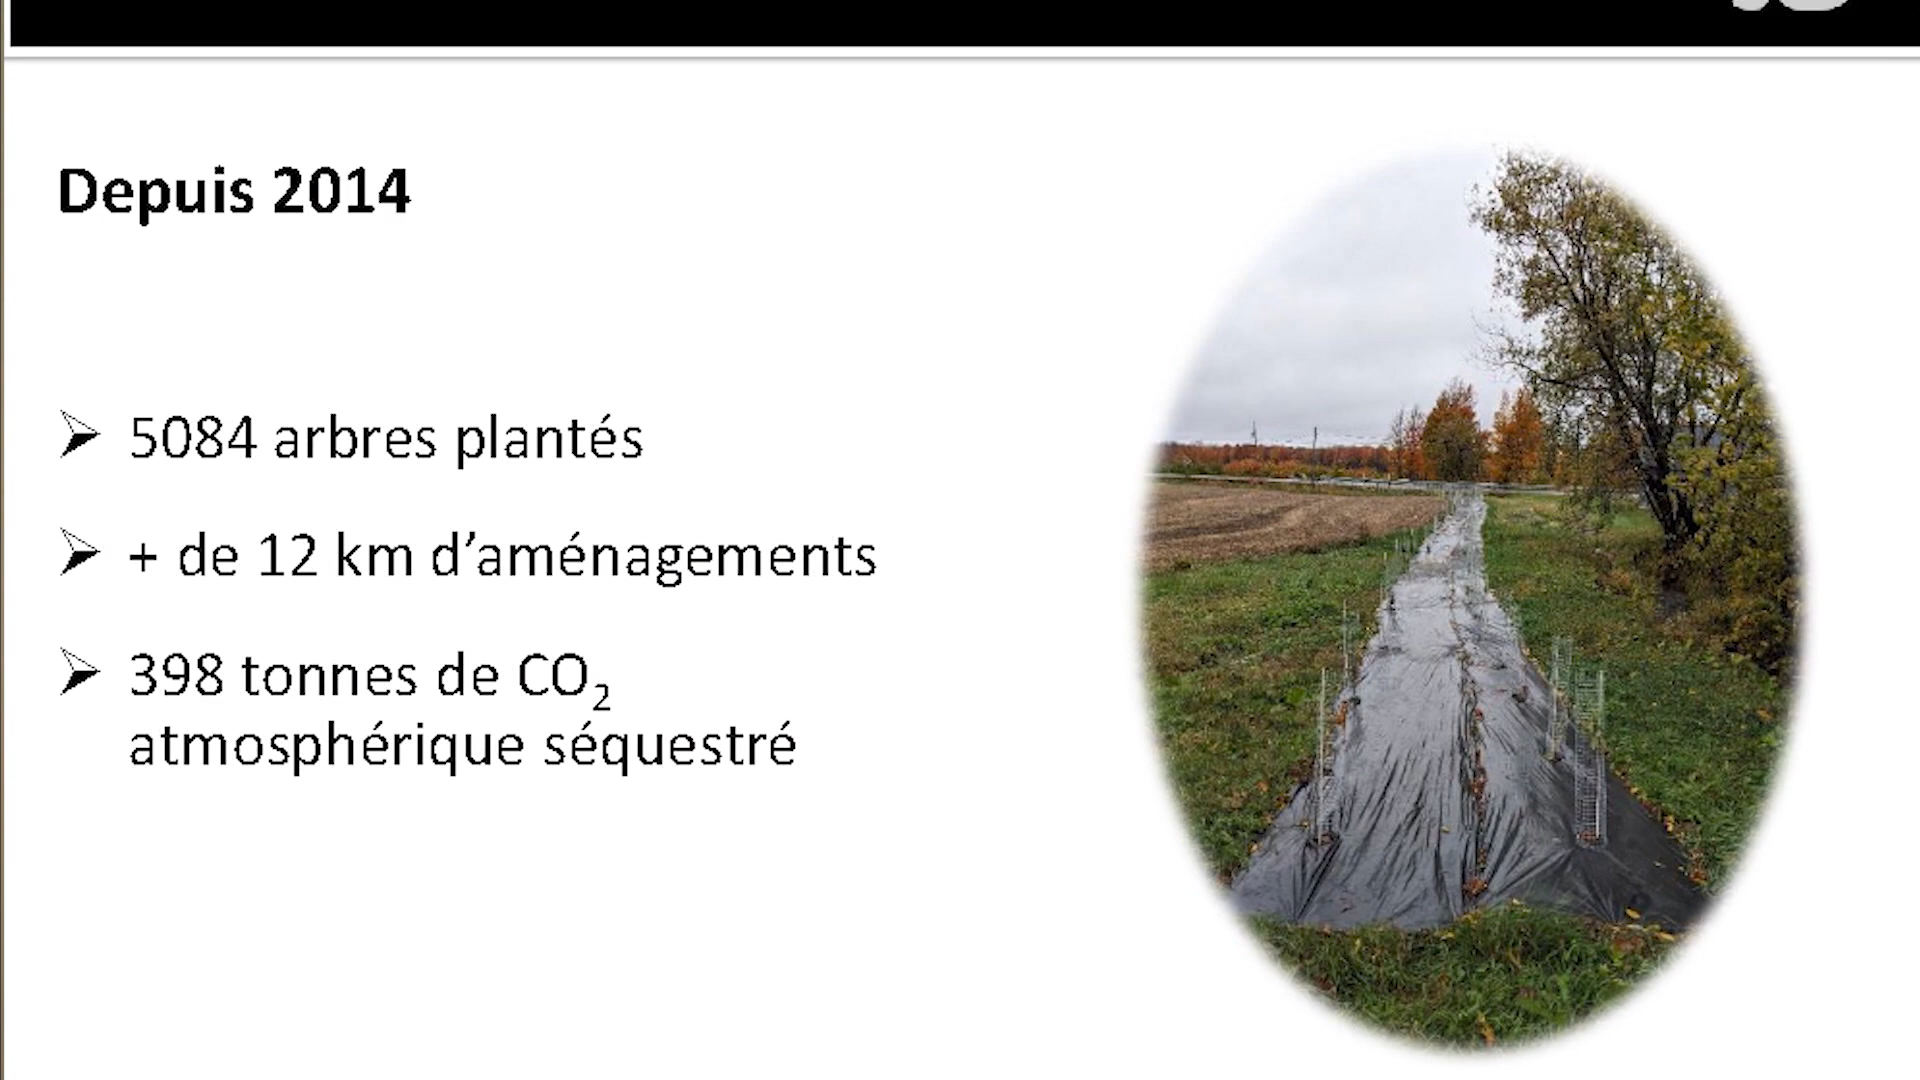 Depuis 2014
5084 arbres plantés
+ de 12 km d’aménagements
398 tonnes de CO₂
atmosphérique séquestré